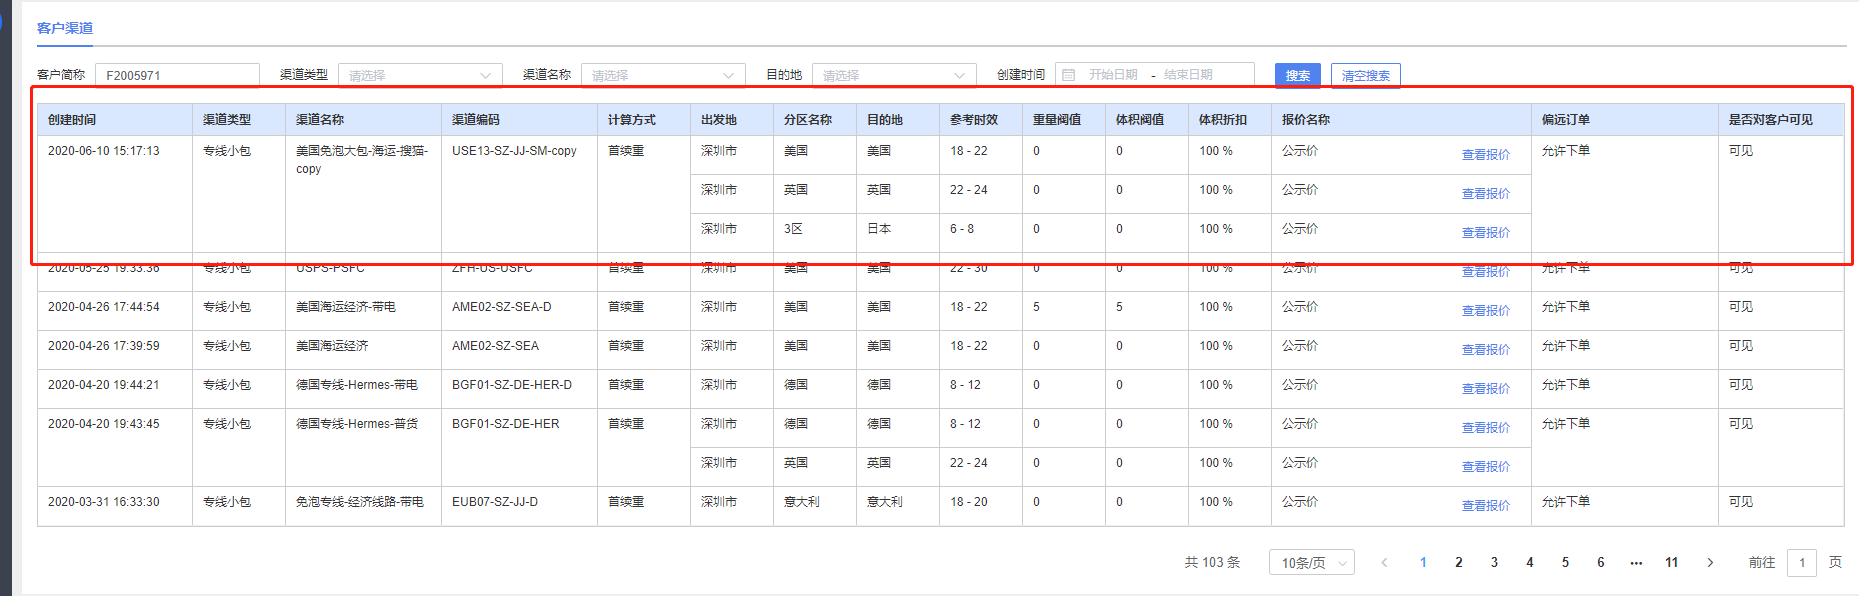 客户渠道
客户简称 F2005971 渠道类型 请选择 渠道名称 请选择 目的地 请选择 创建时间 开始日期 - 结束日期 搜索 清空搜索
创建时间 渠道类型 渠道名称 渠道编码 计算方式 出发地 分区名称 目的地 参考时效 重量阀值 体积阀值 体积折扣 报价名称 偏远订单 是否对客户可见
2020-06-10 15:17:13 专线小包 美国免泡大包-海运-搜猫- USE13-SZ-JJ-SM-copy 首续重 深圳市 美国 美国 18 - 22 0 0 100 % 公示价 查看报价 允许下单 可见
copy
深圳市 英国 英国 22 - 24 0 0 100 % 公示价 查看报价
深圳市 3区 日本 6 - 8 0 0 100 % 公示价 查看报价
2020-05-25 19:33:36 专线小包 USPS-PSFC ZFH-US-USFC 首续重 深圳市 美国 美国 22 - 30 0 0 100 % 公示价 查看报价 允许下单 可见
2020-04-26 17:44:54 专线小包 美国海运经济-带电 AME02-SZ-SEA-D 首续重 深圳市 美国 美国 18 - 22 5 5 100 % 公示价 查看报价 允许下单 可见
2020-04-26 17:39:59 专线小包 美国海运经济 AME02-SZ-SEA 首续重 深圳市 美国 美国 18 - 22 0 0 100 % 公示价 查看报价 允许下单 可见
2020-04-20 19:44:21 专线小包 德国专线-Hermes-带电 BGF01-SZ-DE-HER-D 首续重 深圳市 德国 德国 8 - 12 0 0 100 % 公示价 查看报价 允许下单 可见
2020-04-20 19:43:45 专线小包 德国专线-Hermes-普货 BGF01-SZ-DE-HER 首续重 深圳市 德国 德国 8 - 12 0 0 100 % 公示价 查看报价 允许下单 可见
深圳市 英国 英国 22 - 24 0 0 100 % 公示价 查看报价
2020-03-31 16:33:30 专线小包 免泡专线-经济线路-带电 EUB07-SZ-JJ-D 首续重 深圳市 意大利 意大利 18 - 20 0 0 100 % 公示价 查看报价 允许下单 可见
共 103 条 10条/页 < 1 2 3 4 5 6 ••• 11 > 前往 1 页